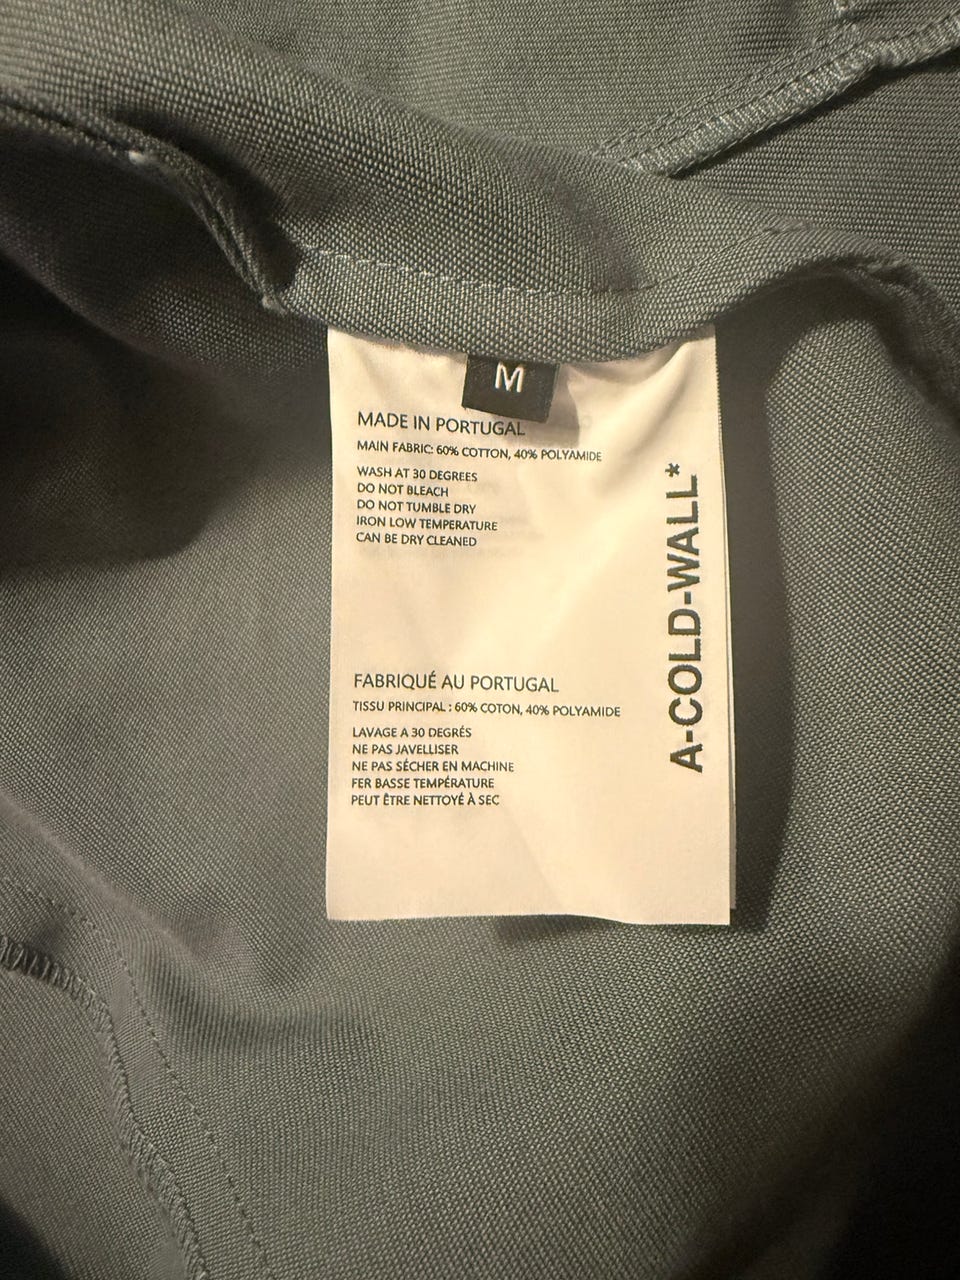 M
MADE IN PORTUGAL
MAIN FABRIC: 60% COTTON, 40% POLYAMIDE
WASH AT 30 DEGREES
DO NOT BLEACH
DO NOT TUMBLE DRY
IRON LOW TEMPERATURE
CAN BE DRY CLEANED
FABRIQUÉ AU PORTUGAL
TISSU PRINCIPAL : 60% COTON, 40% POLYAMIDE
LAVAGE A 30 DEGRÉS
NE PAS JAVELLISER
NE PAS SÉCHER EN MACHINE
FER BASSE TEMPÉRATURE
PEUT ÊTRE NETTOYÉ À SEC
A-COLD-WALL*